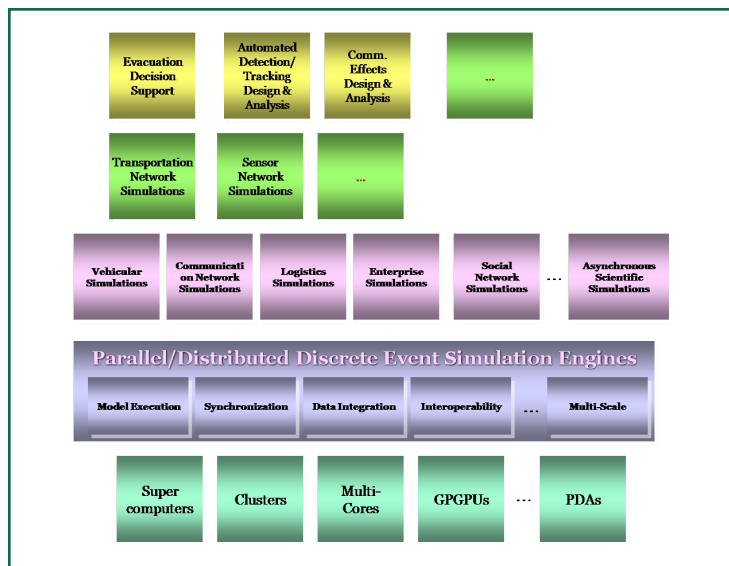 Evacuation
Decision
Support
Automated
Detection/
Tracking
Design &
Analysis
Comm.
Effects
Design &
Analysis
...
Transportation
Network
Simulations
Sensor
Network
Simulations
...
Vehicular
Simulations
Communicati
on Network
Simulations
Logistics
Simulations
Enterprise
Simulations
Social
Network
Simulations
...
Asynchronous
Scientific
Simulations
Parallel/Distributed Discrete Event Simulation Engines
Model Execution
Synchronization
Data Integration
Interoperability
...
Multi-Scale
Super
computers
Clusters
Multi-
Cores
GPGPUs
...
PDAs